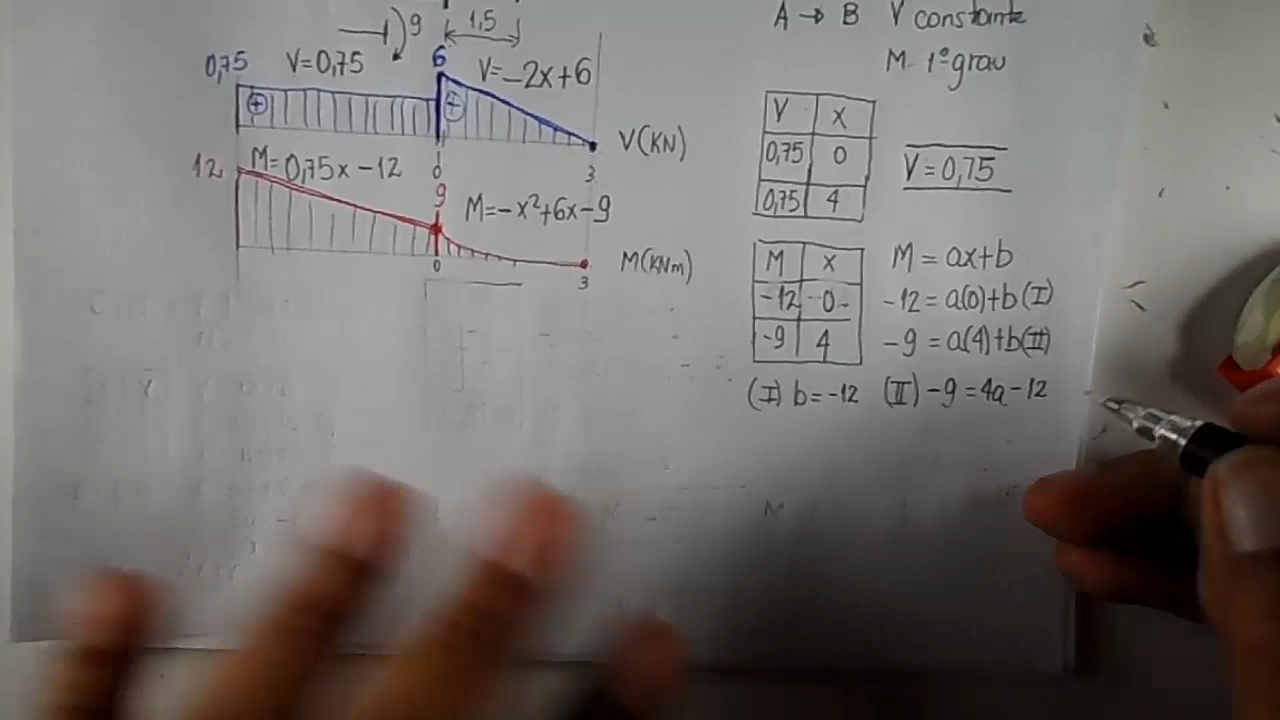 9 1,5
0,75 V=0,75 6 V=-2x+6
+ + V(KN)
0 3
12 M=0,75x-12 9 M=-x²+6x-9
M(KNm)
0 3
A → B V constante
M 1º grau
V X
0,75 0
0,75 4
V=0,75
M X
-12 0
-9 4
M = ax+b
-12 = a(0)+b (I)
-9 = a(4)+b (II)
(I) b=-12 (II) -9=4a-12